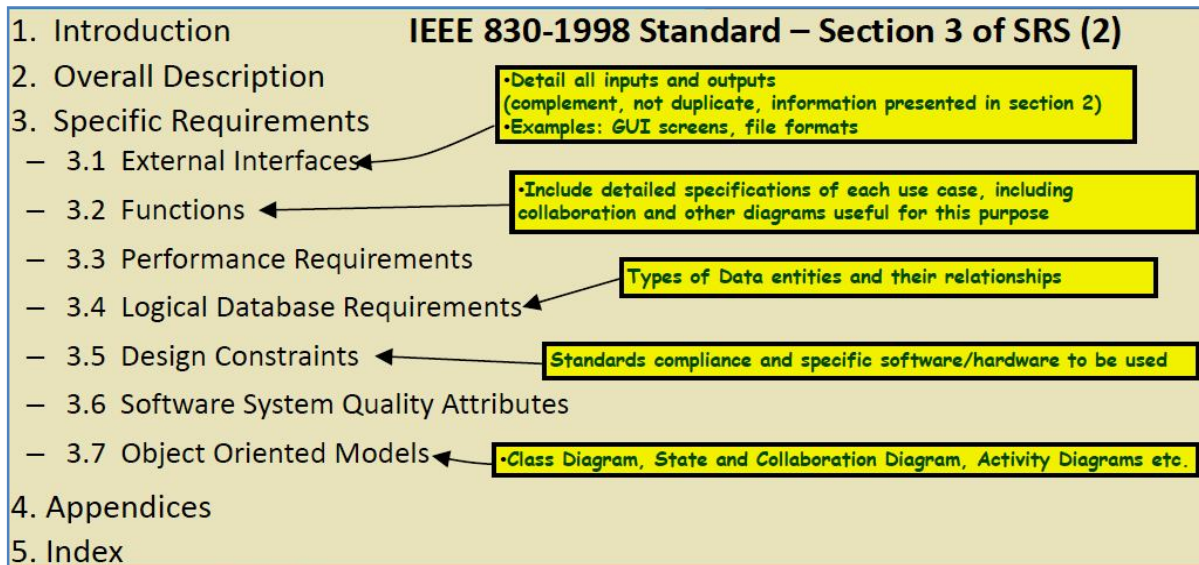 1. Introduction
IEEE 830-1998 Standard – Section 3 of SRS (2)
2. Overall Description
•Detail all inputs and outputs
(complement, not duplicate, information presented in section 2)
•Examples: GUI screens, file formats
3. Specific Requirements
– 3.1 External Interfaces
•Include detailed specifications of each use case, including
collaboration and other diagrams useful for this purpose
– 3.2 Functions
– 3.3 Performance Requirements
Types of Data entities and their relationships
– 3.4 Logical Database Requirements
– 3.5 Design Constraints
Standards compliance and specific software/hardware to be used
– 3.6 Software System Quality Attributes
– 3.7 Object Oriented Models
•Class Diagram, State and Collaboration Diagram, Activity Diagrams etc.
4. Appendices
5. Index